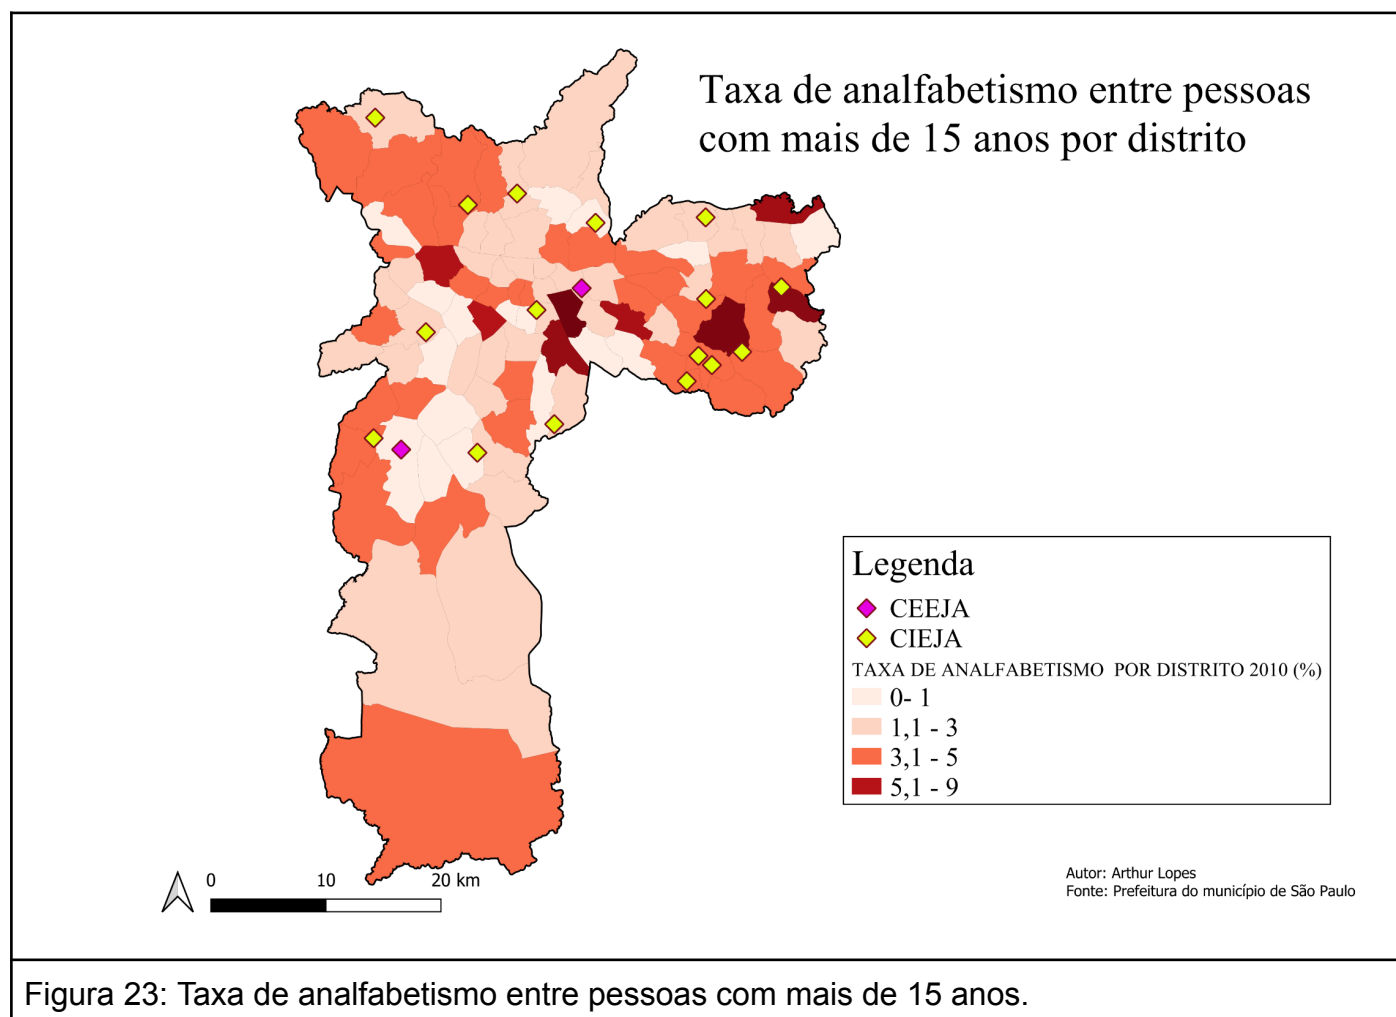 Taxa de analfabetismo entre pessoas
com mais de 15 anos por distrito
Legenda
CEEJA
CIEJA
TAXA DE ANALFABETISMO  POR DISTRITO 2010 (%)
0- 1
1,1 - 3
3,1 - 5
5,1 - 9
0 10 20 km
Autor: Arthur Lopes
Fonte: Prefeitura do município de São Paulo
Figura 23: Taxa de analfabetismo entre pessoas com mais de 15 anos.